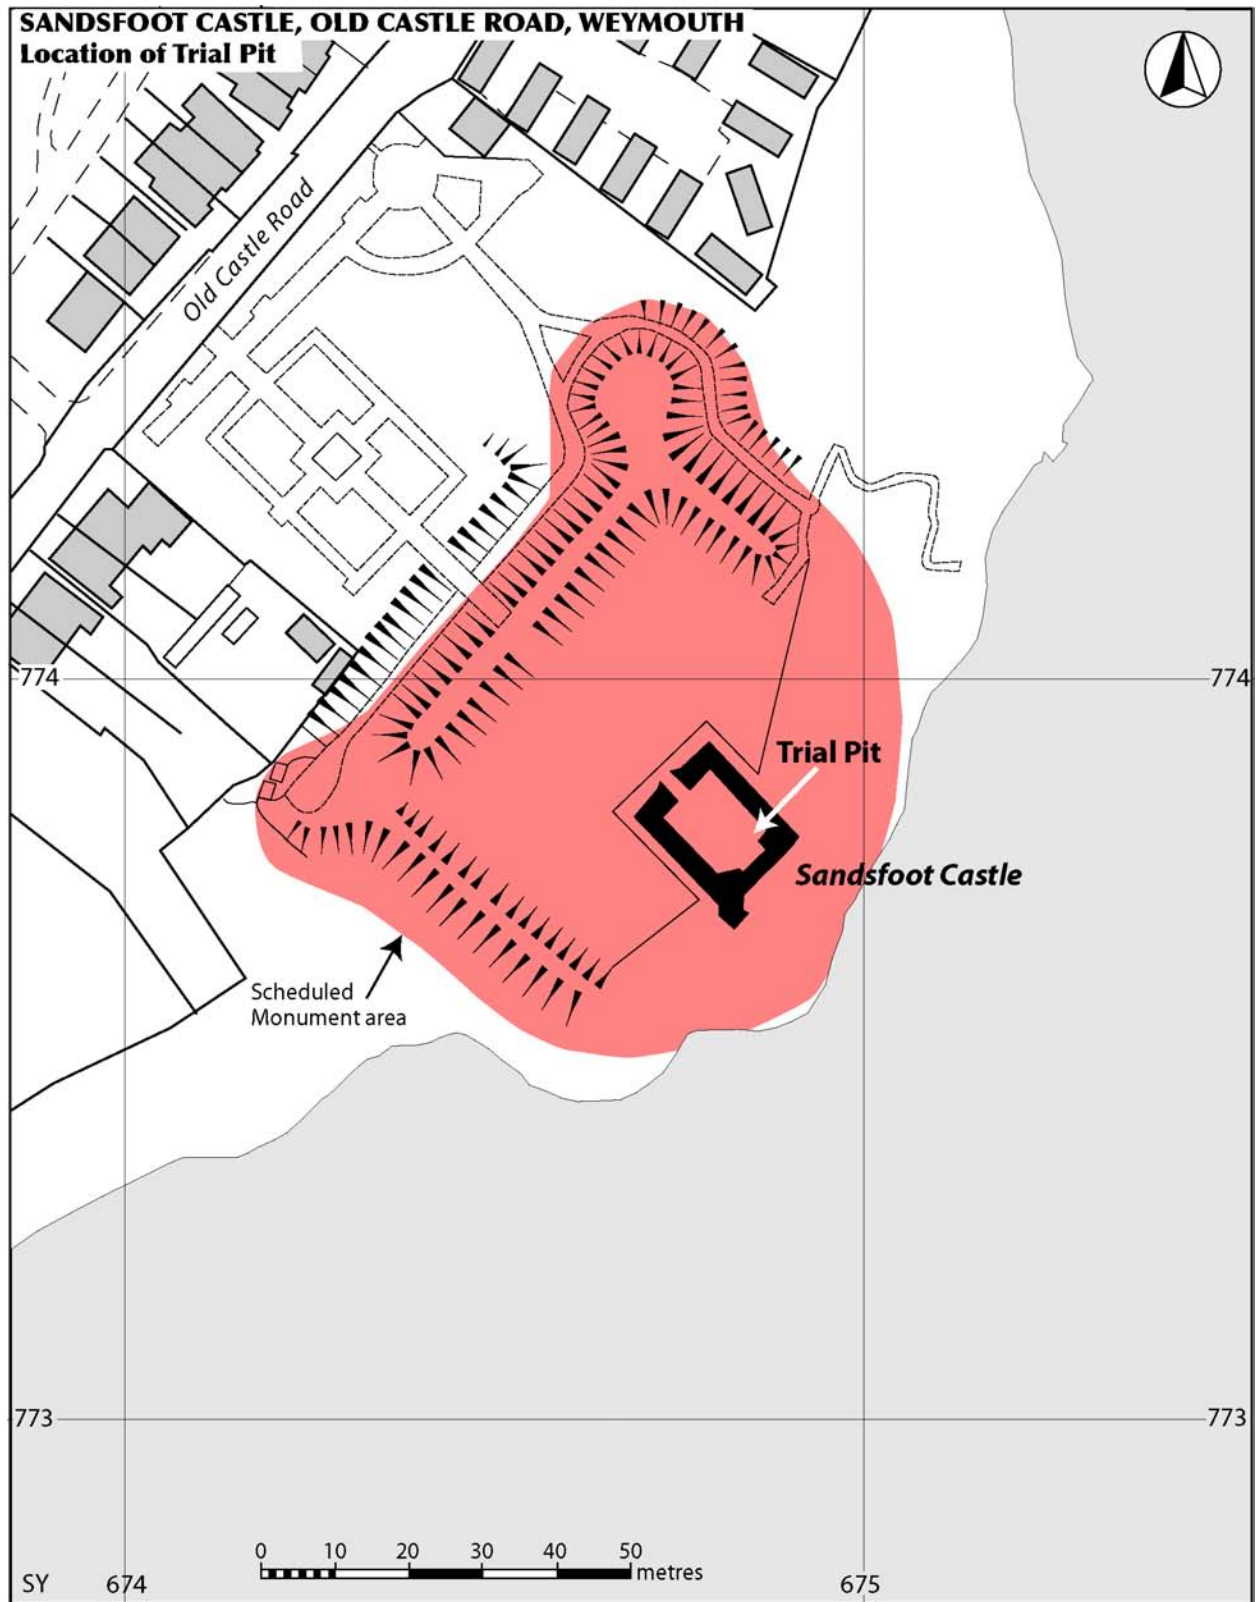 SANDSFOOT CASTLE, OLD CASTLE ROAD, WEYMOUTH
Location of Trial Pit
Old Castle Road
774
774
Trial Pit
Sandsfoot Castle
Scheduled
Monument area
773
773
0 10 20 30 40 50
metres
SY 674 675